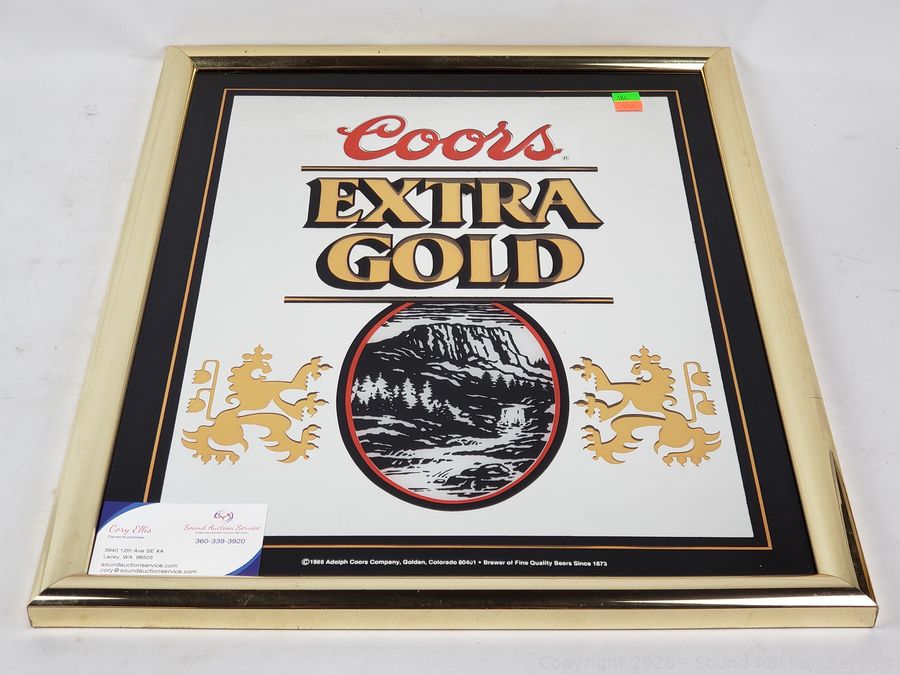 Coors®
EXTRA
GOLD
Cory Ellis
Sound Auction Service
360-339-3920
3940 12th Ave SE #A
Lacey, WA. 98503
soundauctionservice.com
cory@soundauctionservice.com
©1988 Adolph Coors Company, Golden, Colorado 80401 • Brewer of Fine Quality Beers Since 1873
Copyright 2026 - Sound Auction Service